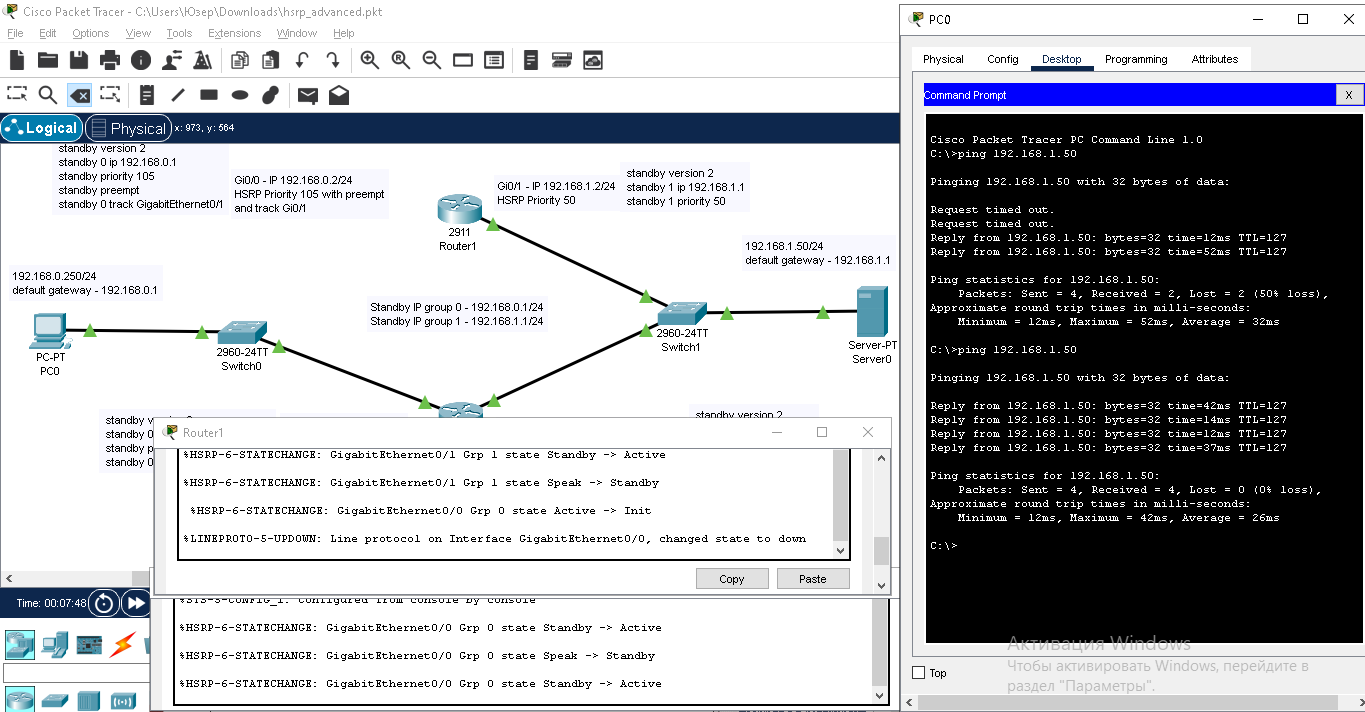 Cisco Packet Tracer - C:\Users\Юзер\Downloads\hsrp_advanced.pkt
File Edit Options View Tools Extensions Window Help
Logical Physical x: 973, y: 564
standby version 2
standby 0 ip 192.168.0.1
standby priority 105
standby preempt
standby 0 track GigabitEthernet0/1
Gi0/0 - IP 192.168.0.2/24
HSRP Priority 105 with preempt
and track Gi0/1
2911
Router1
Gi0/1 - IP 192.168.1.2/24
HSRP Priority 50
standby version 2
standby 1 ip 192.168.1.1
standby 1 priority 50
192.168.1.50/24
default gateway - 192.168.1.1
192.168.0.250/24
default gateway - 192.168.0.1
Standby IP group 0 - 192.168.0.1/24
Standby IP group 1 - 192.168.1.1/24
PC-PT
PC0
2960-24TT
Switch0
2960-24TT
Switch1
Server-PT
Server0
standby v
standby 0
standby p
standby 0
standby version 2
Router1
%HSRP-6-STATECHANGE: GigabitEthernet0/1 Grp 1 state Standby -> Active
%HSRP-6-STATECHANGE: GigabitEthernet0/1 Grp 1 state Speak -> Standby
%HSRP-6-STATECHANGE: GigabitEthernet0/0 Grp 0 state Active -> Init
%LINEPROTO-5-UPDOWN: Line protocol on Interface GigabitEthernet0/0, changed state to down
Copy Paste
Time: 00:07:48
%SYS-5-CONFIG_I: Configured from console by console
%HSRP-6-STATECHANGE: GigabitEthernet0/0 Grp 0 state Standby -> Active
%HSRP-6-STATECHANGE: GigabitEthernet0/0 Grp 0 state Speak -> Standby
%HSRP-6-STATECHANGE: GigabitEthernet0/0 Grp 0 state Standby -> Active
PC0
Physical Config Desktop Programming Attributes
Command Prompt X
Cisco Packet Tracer PC Command Line 1.0
C:\>ping 192.168.1.50
Pinging 192.168.1.50 with 32 bytes of data:
Request timed out.
Request timed out.
Reply from 192.168.1.50: bytes=32 time=12ms TTL=127
Reply from 192.168.1.50: bytes=32 time=52ms TTL=127
Ping statistics for 192.168.1.50:
Packets: Sent = 4, Received = 2, Lost = 2 (50% loss),
Approximate round trip times in milli-seconds:
Minimum = 12ms, Maximum = 52ms, Average = 32ms
C:\>ping 192.168.1.50
Pinging 192.168.1.50 with 32 bytes of data:
Reply from 192.168.1.50: bytes=32 time=42ms TTL=127
Reply from 192.168.1.50: bytes=32 time=14ms TTL=127
Reply from 192.168.1.50: bytes=32 time=12ms TTL=127
Reply from 192.168.1.50: bytes=32 time=37ms TTL=127
Ping statistics for 192.168.1.50:
Packets: Sent = 4, Received = 4, Lost = 0 (0% loss),
Approximate round trip times in milli-seconds:
Minimum = 12ms, Maximum = 42ms, Average = 26ms
C:\>
Top
Активация Windows
Чтобы активировать Windows, перейдите в
раздел "Параметры".